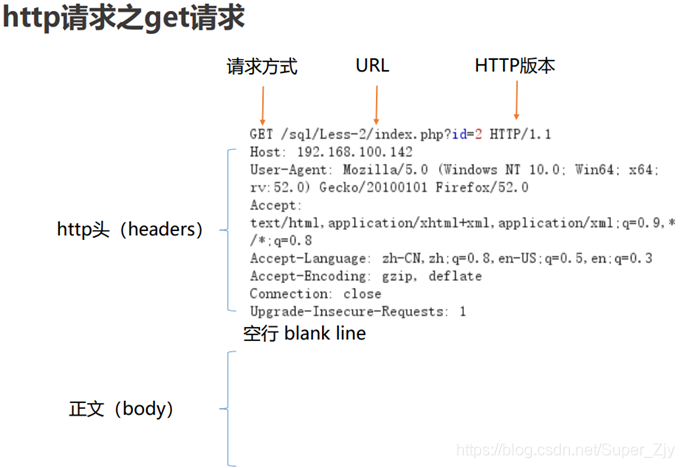 http请求之get请求
请求方式 URL HTTP版本
GET /sql/Less-2/index.php?id=2 HTTP/1.1
Host: 192.168.100.142
User-Agent: Mozilla/5.0 (Windows NT 10.0; Win64; x64;
rv:52.0) Gecko/20100101 Firefox/52.0
Accept:
text/html,application/xhtml+xml,application/xml;q=0.9,*
/*;q=0.8
http头（headers）
Accept-Language: zh-CN,zh;q=0.8,en-US;q=0.5,en;q=0.3
Accept-Encoding: gzip, deflate
Connection: close
Upgrade-Insecure-Requests: 1
空行 blank line
正文（body）
https://blog.csdn.net/Super_Zjy